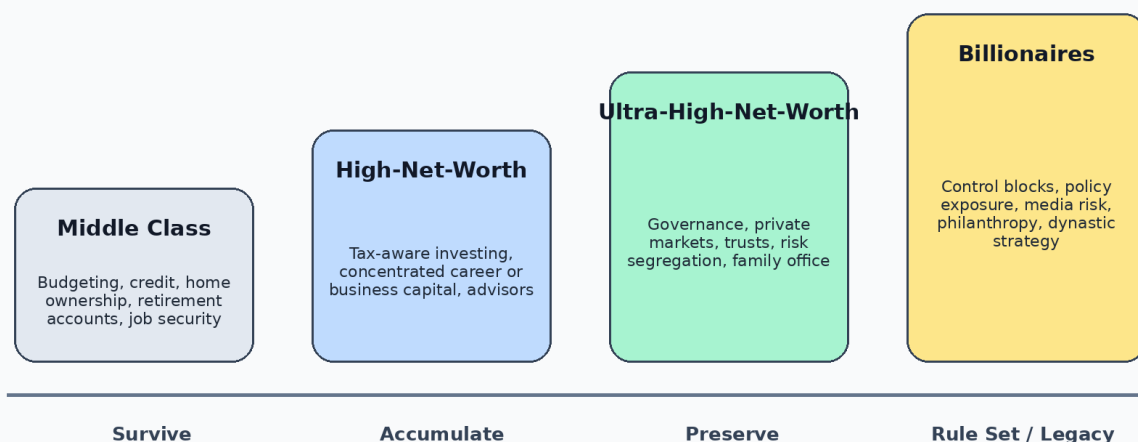 Middle Class
Budgeting, credit, home
ownership, retirement
accounts, job security
High-Net-Worth
Tax-aware investing,
concentrated career or
business capital, advisors
Ultra-High-Net-Worth
Governance, private
markets, trusts, risk
segregation, family office
Billionaires
Control blocks, policy
exposure, media risk,
philanthropy, dynastic
strategy
Survive
Accumulate
Preserve
Rule Set / Legacy